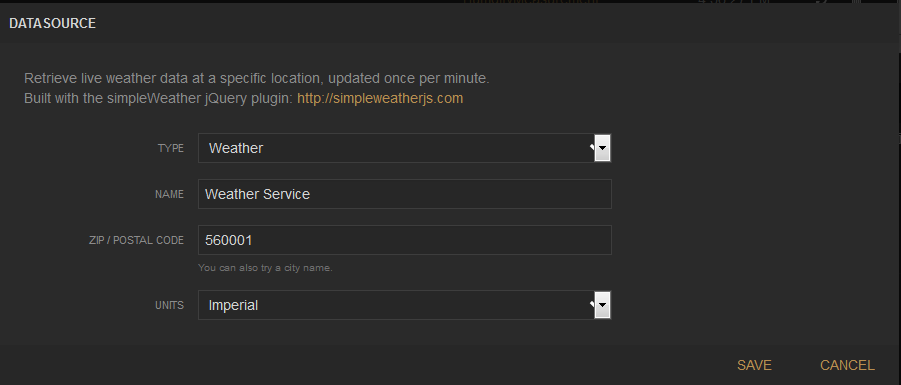 DATASOURCE
Retrieve live weather data at a specific location, updated once per minute.
Built with the simpleWeather jQuery plugin: http://simpleweatherjs.com
TYPE Weather
NAME Weather Service
ZIP / POSTAL CODE 560001
You can also try a city name.
UNITS Imperial
SAVE CANCEL